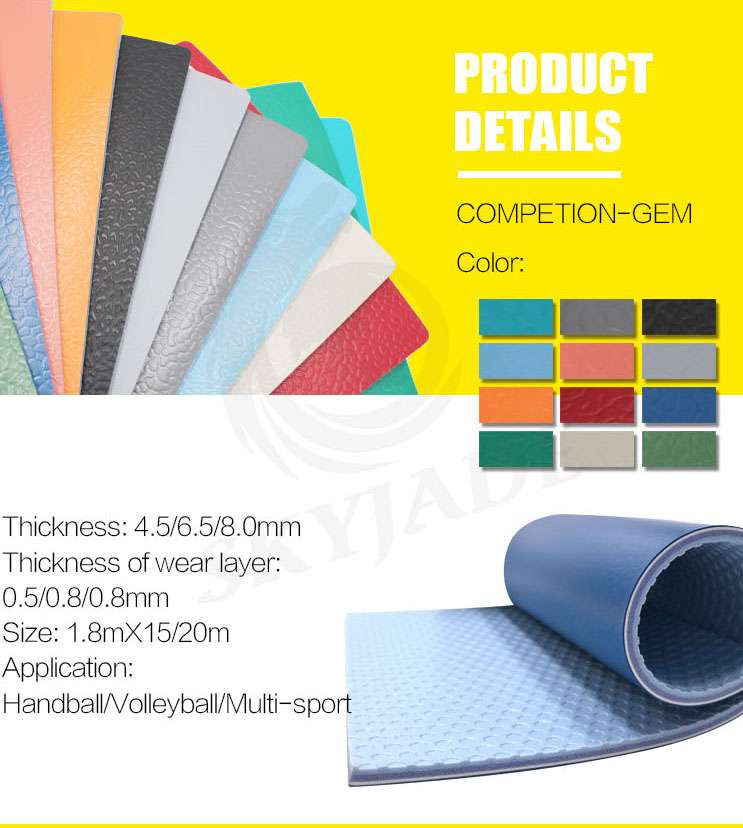 PRODUCT
DETAILS
COMPETION-GEM
Color:
Thickness: 4.5/6.5/8.0mm
Thickness of wear layer:
0.5/0.8/0.8mm
Size: 1.8mX15/20m
Application:
Handball/Volleyball/Multi-sport
SKYJADE